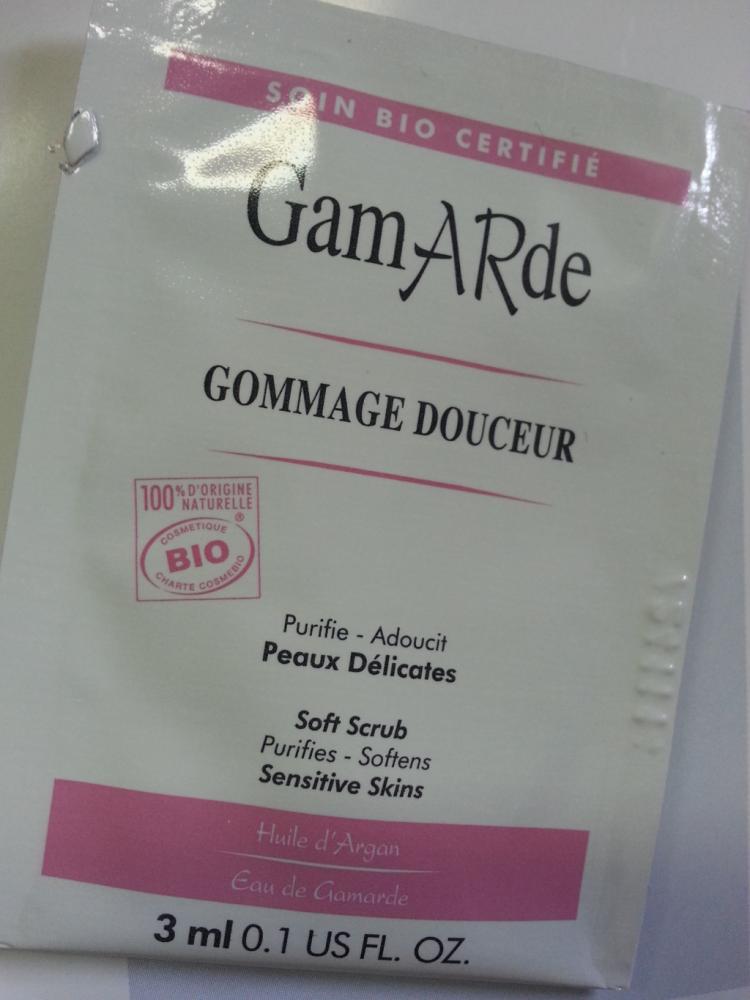 SOIN BIO CERTIFIÉ
GamARde
GOMMAGE DOUCEUR
100% D'ORIGINE
NATURELLE
®
COSMETIQUE
BIO
CHARTE COSMEBIO
Purifie - Adoucit
Peaux Délicates
Soft Scrub
Purifies - Softens
Sensitive Skins
Huile d'Argan
Eau de Gamarde
3 ml 0.1 US FL. OZ.